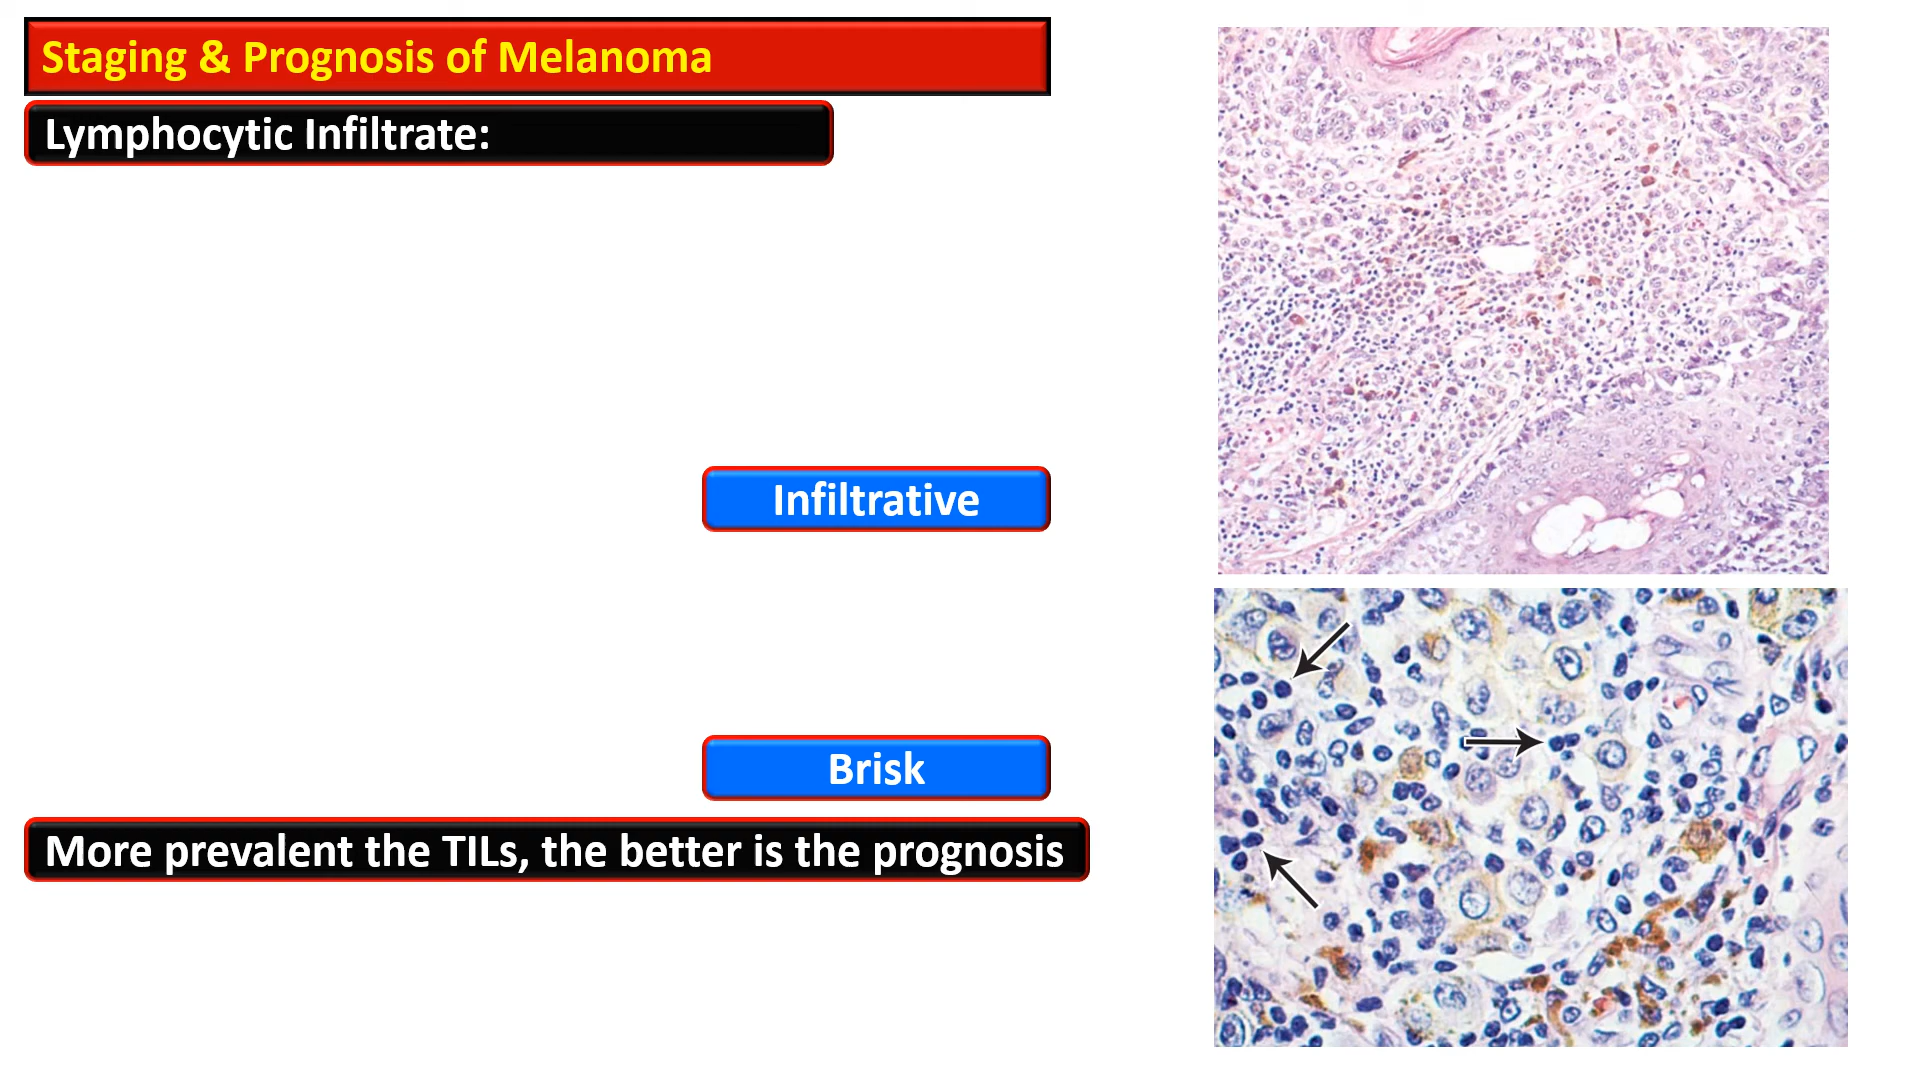 Staging & Prognosis of Melanoma
Lymphocytic Infiltrate:
Infiltrative
Brisk
More prevalent the TILs, the better is the prognosis